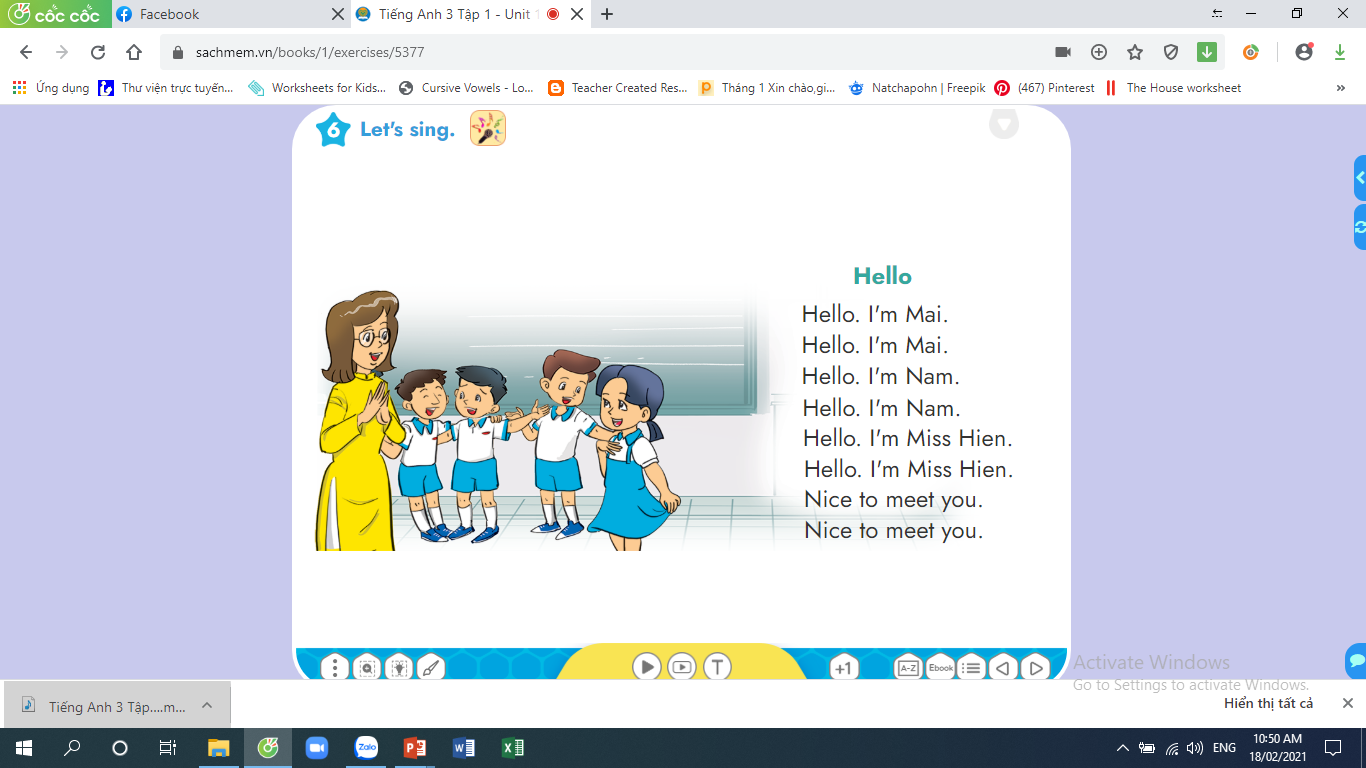 cốc cốc
Facebook
Tiếng Anh 3 Tập 1 - Unit 1
sachmem.vn/books/1/exercises/5377
Ứng dụng
Thư viện trực tuyến...
Worksheets for Kids...
Cursive Vowels - Lo...
Teacher Created Res...
Tháng 1 Xin chào,gi...
Natchapohn | Freepik
(467) Pinterest
The House worksheet
»
6 Let's sing.
Hello
Hello. I'm Mai.
Hello. I'm Mai.
Hello. I'm Nam.
Hello. I'm Nam.
Hello. I'm Miss Hien.
Hello. I'm Miss Hien.
Nice to meet you.
Nice to meet you.
T
+1
A-Z
Ebook
Activate Windows
Go to Settings to activate Windows.
Tiếng Anh 3 Tập....m...
Hiển thị tất cả
Zalo
ENG
10:50 AM
18/02/2021